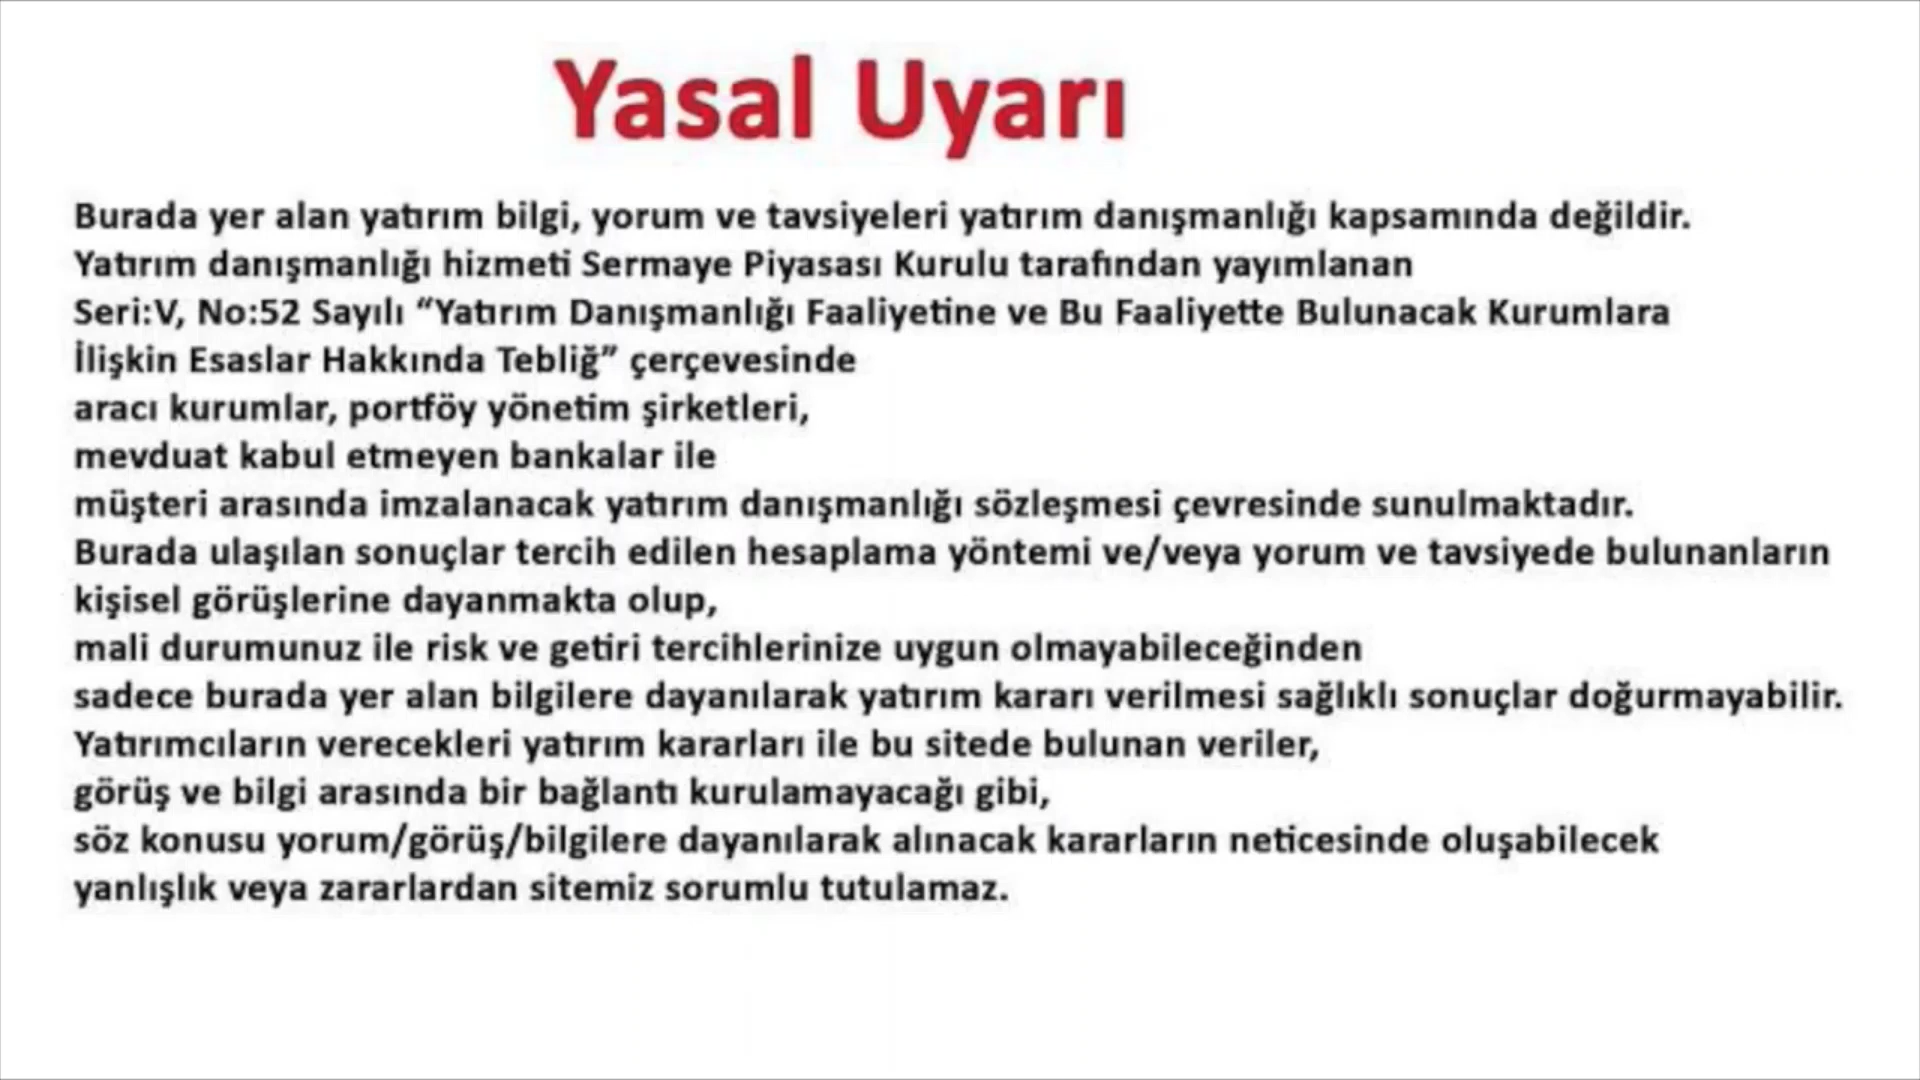 Yasal Uyarı
Burada yer alan yatırım bilgi, yorum ve tavsiyeleri yatırım danışmanlığı kapsamında değildir.
Yatırım danışmanlığı hizmeti Sermaye Piyasası Kurulu tarafından yayımlanan
Seri:V, No:52 Sayılı “Yatırım Danışmanlığı Faaliyetine ve Bu Faaliyette Bulunacak Kurumlara
İlişkin Esaslar Hakkında Tebliğ” çerçevesinde
aracı kurumlar, portföy yönetim şirketleri,
mevduat kabul etmeyen bankalar ile
müşteri arasında imzalanacak yatırım danışmanlığı sözleşmesi çevresinde sunulmaktadır.
Burada ulaşılan sonuçlar tercih edilen hesaplama yöntemi ve/veya yorum ve tavsiyede bulunanların
kişisel görüşlerine dayanmakta olup,
mali durumunuz ile risk ve getiri tercihlerinize uygun olmayabileceğinden
sadece burada yer alan bilgilere dayanılarak yatırım kararı verilmesi sağlıklı sonuçlar doğurmayabilir.
Yatırımcıların verecekleri yatırım kararları ile bu sitede bulunan veriler,
görüş ve bilgi arasında bir bağlantı kurulamayacağı gibi,
söz konusu yorum/görüş/bilgilere dayanılarak alınacak kararların neticesinde oluşabilecek
yanlışlık veya zararlardan sitemiz sorumlu tutulamaz.